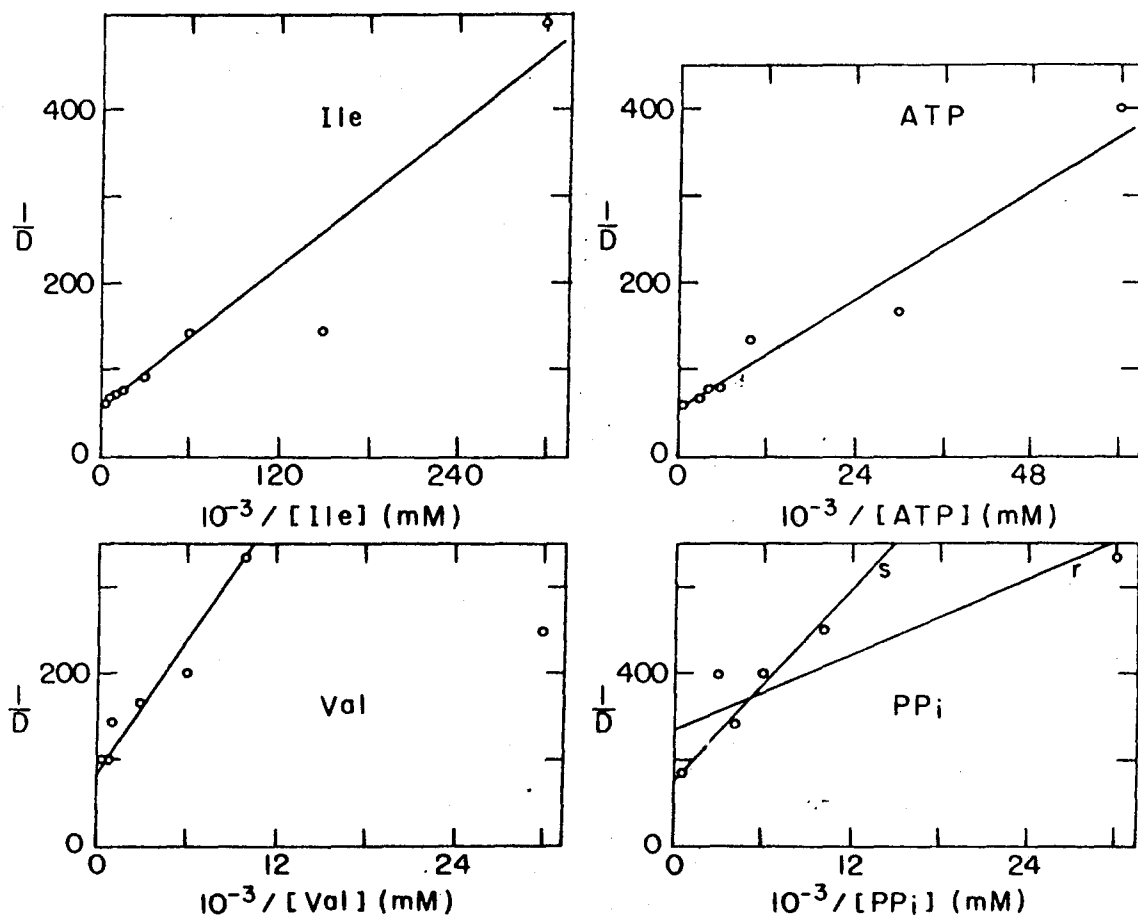 Ile
400
200
0
1/D
0 120 240
10⁻³ / [Ile] (mM)
ATP
400
200
0
1/D
0 24 48
10⁻³ / [ATP] (mM)
Val
200
0
1/D
0 12 24
10⁻³ / [Val] (mM)
s r
PPi
400
0
1/D
0 12 24
10⁻³ / [PPi] (mM)